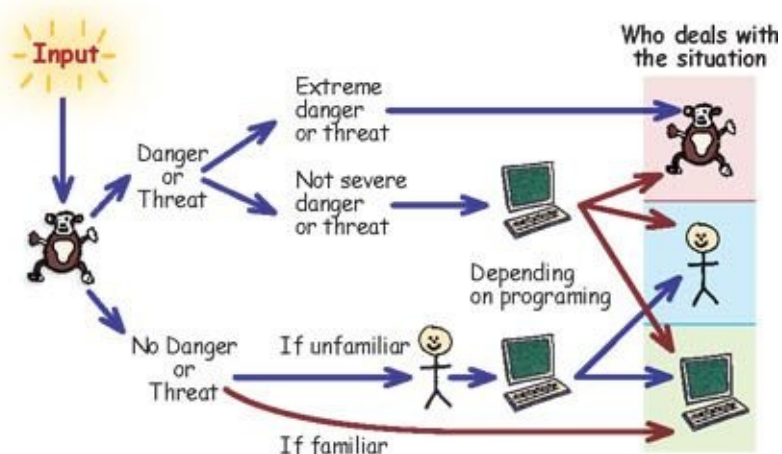 Input
Who deals with
the situation
Extreme
danger
or threat
Danger
or
Threat
Not severe
danger
or threat
Depending
on programing
No Danger
or
Threat
If unfamiliar
If familiar